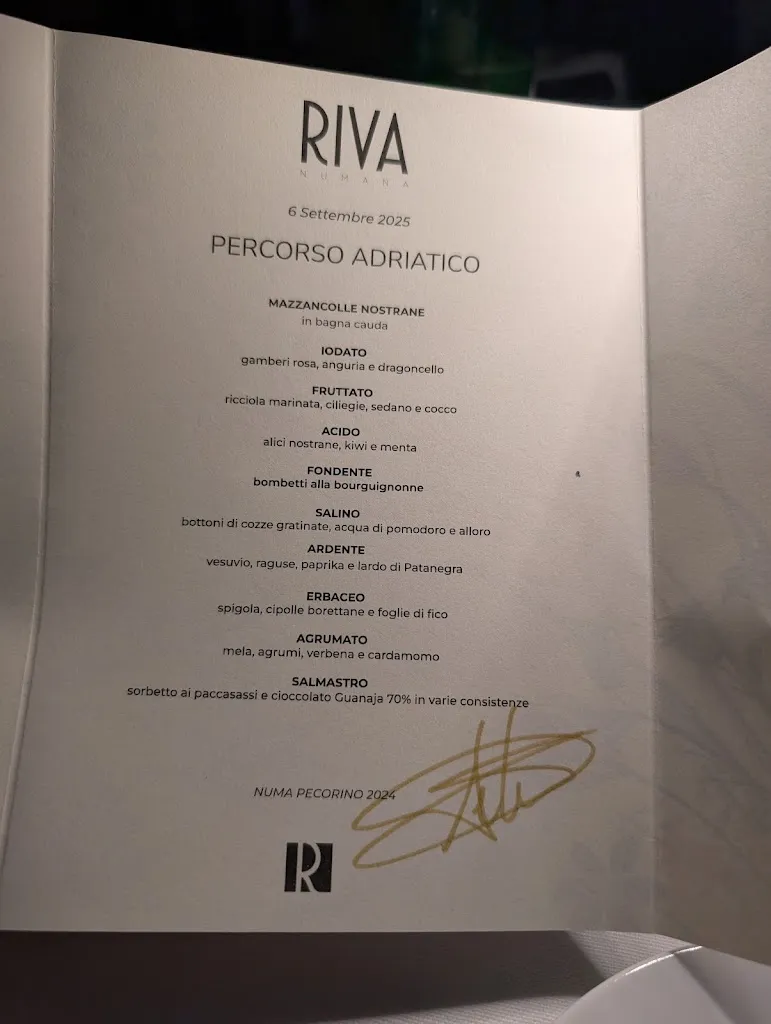 RIVA
NUMANA
6 Settembre 2025
PERCORSO ADRIATICO
MAZZANCOLLE NOSTRANE
in bagna cauda
IODATO
gamberi rosa, anguria e dragoncello
FRUTTATO
ricciola marinata, ciliegie, sedano e cocco
ACIDO
alici nostrane, kiwi e menta
FONDENTE
bombetti alla bourguignonne
SALINO
bottoni di cozze gratinate, acqua di pomodoro e alloro
ARDENTE
vesuvio, raguse, paprika e lardo di Patanegra
ERBACEO
spigola, cipolle borettane e foglie di fico
AGRUMATO
mela, agrumi, verbena e cardamomo
SALMASTRO
sorbetto ai paccasassi e cioccolato Guanaja 70% in varie consistenze
NUMA PECORINO 2024
R